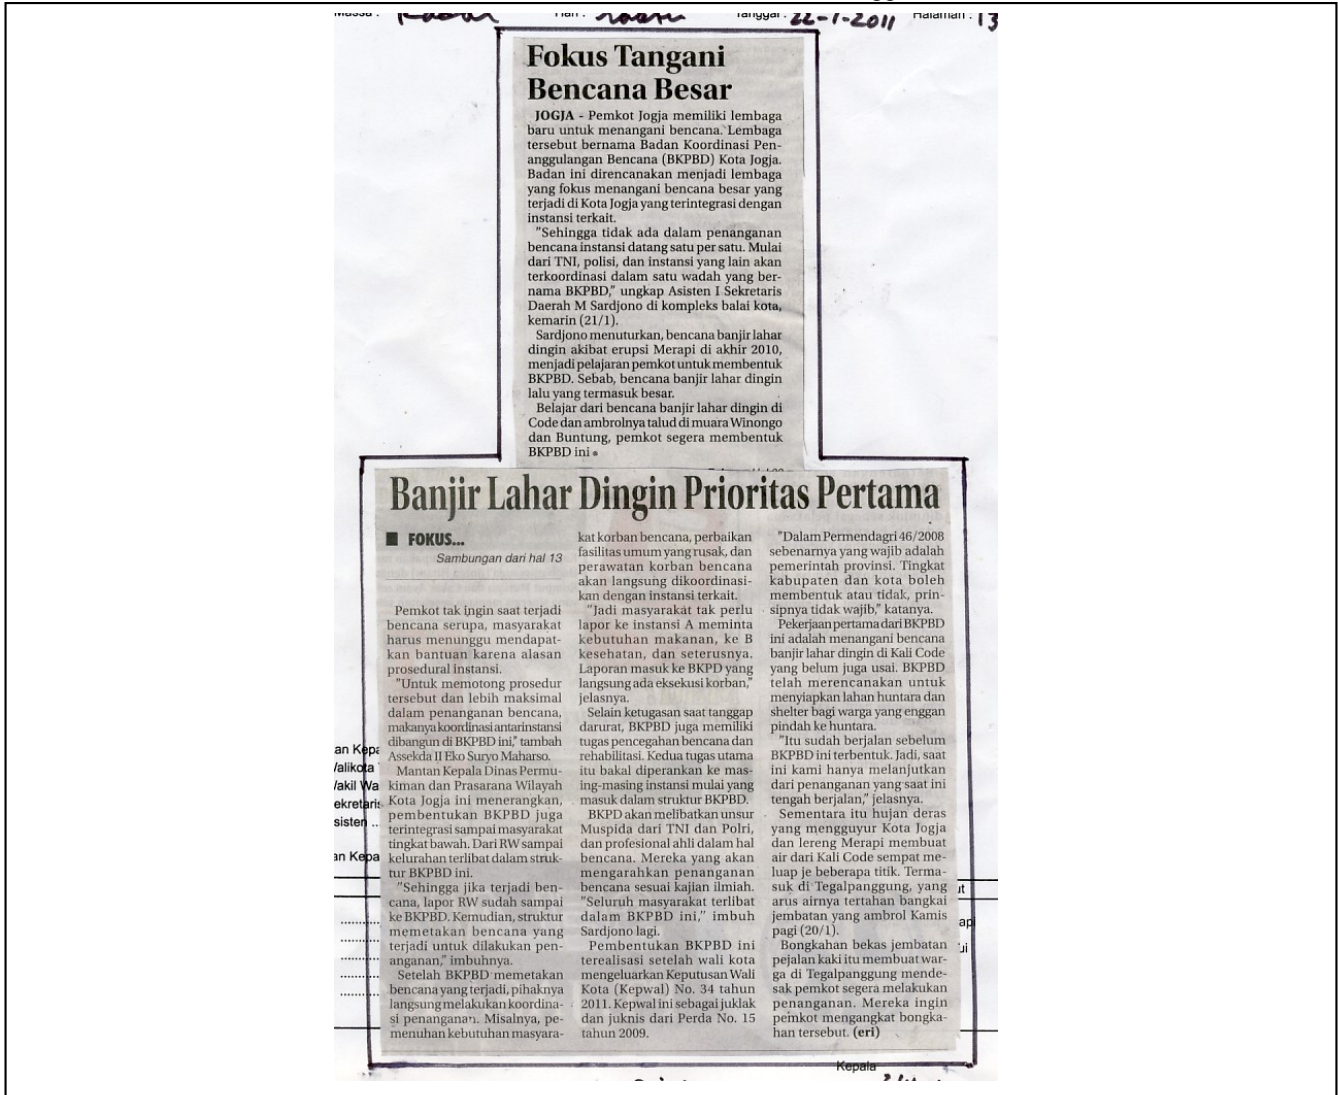 Massa :
Hari :
Tanggal : 22-1-2011
Halaman : 13
Fokus Tangani
Bencana Besar
JOGJA - Pemkot Jogja memiliki lembaga
baru untuk menangani bencana. Lembaga
tersebut bernama Badan Koordinasi Pen-
anggulangan Bencana (BKPBD) Kota Jogja.
Badan ini direncanakan menjadi lembaga
yang fokus menangani bencana besar yang
terjadi di Kota Jogja yang terintegrasi dengan
instansi terkait.
"Sehingga tidak ada dalam penanganan
bencana instansi datang satu per satu. Mulai
dari TNI, polisi, dan instansi yang lain akan
terkoordinasi dalam satu wadah yang ber-
nama BKPBD," ungkap Asisten I Sekretaris
Daerah M Sardjono di kompleks balai kota,
kemarin (21/1).
Sardjono menuturkan, bencana banjir lahar
dingin akibat erupsi Merapi di akhir 2010,
menjadi pelajaran pemkot untuk membentuk
BKPBD. Sebab, bencana banjir lahar dingin
lalu yang termasuk besar.
Belajar dari bencana banjir lahar dingin di
Code dan ambrolnya talud di muara Winongo
dan Buntung, pemkot segera membentuk
BKPBD ini
Banjir Lahar Dingin Prioritas Pertama
■ FOKUS...
Sambungan dari hal 13
Pemkot tak ingin saat terjadi
bencana serupa, masyarakat
harus menunggu mendapat-
kan bantuan karena alasan
prosedural instansi.
"Untuk memotong prosedur
tersebut dan lebih maksimal
dalam penanganan bencana,
makanya koordinasi antarinstansi
dibangun di BKPBD ini," tambah
Assekda II Eko Suryo Maharso.
Mantan Kepala Dinas Permu-
kiman dan Prasarana Wilayah
Kota Jogja ini menerangkan,
pembentukan BKPBD juga
terintegrasi sampai masyarakat
tingkat bawah. Dari RW sampai
kelurahan terlibat dalam struk-
tur BKPBD ini.
"Sehingga jika terjadi ben-
cana, lapor RW sudah sampai
ke BKPBD. Kemudian, struktur
memetakan bencana yang
terjadi untuk dilakukan pen-
anganan," imbuhnya.
Setelah BKPBD memetakan
bencana yang terjadi, pihaknya
langsung melakukan koordina-
si penanganan. Misalnya, pe-
menuhan kebutuhan masyara-
kat korban bencana, perbaikan
fasilitas umum yang rusak, dan
perawatan korban bencana
akan langsung dikoordinasi-
kan dengan instansi terkait.
"Jadi masyarakat tak perlu
lapor ke instansi A meminta
kebutuhan makanan, ke B
kesehatan, dan seterusnya.
Laporan masuk ke BKPD yang
langsung ada eksekusi korban,"
jelasnya.
Selain ketugasan saat tanggap
darurat, BKPBD juga memiliki
tugas pencegahan bencana dan
rehabilitasi. Kedua tugas utama
itu bakal diperankan ke mas-
ing-masing instansi mulai yang
masuk dalam struktur BKPBD.
BKPD akan melibatkan unsur
Muspida dari TNI dan Polri,
dan profesional ahli dalam hal
bencana. Mereka yang akan
mengarahkan penanganan
bencana sesuai kajian ilmiah.
"Seluruh masyarakat terlibat
dalam BKPBD ini," imbuh
Sardjono lagi.
Pembentukan BKPBD ini
terealisasi setelah wali kota
mengeluarkan Keputusan Wali
Kota (Kepwal) No. 34 tahun
2011. Kepwal ini sebagai juklak
dan juknis dari Perda No. 15
tahun 2009.
"Dalam Permendagri 46/2008
sebenarnya yang wajib adalah
pemerintah provinsi. Tingkat
kabupaten dan kota boleh
membentuk atau tidak, prin-
sipnya tidak wajib," katanya.
Pekerjaan pertama dari BKPBD
ini adalah menangani bencana
banjir lahar dingin di Kali Code
yang belum juga usai. BKPBD
telah merencanakan untuk
menyiapkan lahan huntara dan
shelter bagi warga yang enggan
pindah ke huntara.
"Itu sudah berjalan sebelum
BKPBD ini terbentuk. Jadi, saat
ini kami hanya melanjutkan
dari penanganan yang saat ini
tengah berjalan," jelasnya.
Sementara itu hujan deras
yang mengguyur Kota Jogja
dan lereng Merapi membuat
air dari Kali Code sempat me-
luap je beberapa titik. Terma-
suk di Tegalpanggung, yang
arus airnya tertahan bangkai
jembatan yang ambrol Kamis
pagi (20/1).
Bongkahan bekas jembatan
pejalan kaki itu membuat war-
ga di Tegalpanggung mende-
sak pemkot segera melakukan
penanganan. Mereka ingin
pemkot mengangkat bongka-
han tersebut. (eri)
an Kepa
/alikota
/akil Wa
ekretaris
sisten ..
an Kepa
ut
api
Kepala